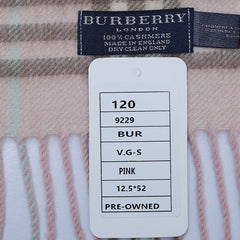 BURBERRY
LONDON
100% CASHMERE
MADE IN ENGLAND
DRY CLEAN ONLY
120
9229
BUR
V.G-S
PINK
12.5*52
PRE-OWNED